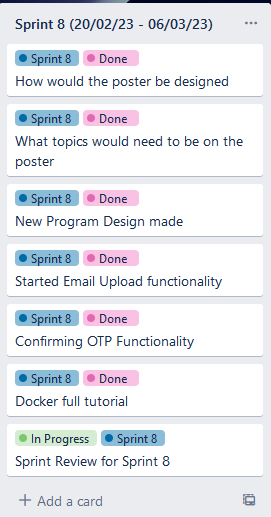 Sprint 8 (20/02/23 - 06/03/23)
Sprint 8 Done
How would the poster be designed
Sprint 8 Done
What topics would need to be on the
poster
Sprint 8 Done
New Program Design made
Sprint 8 Done
Started Email Upload functionality
Sprint 8 Done
Confirming OTP Functionality
Sprint 8 Done
Docker full tutorial
In Progress Sprint 8
Sprint Review for Sprint 8
Add a card